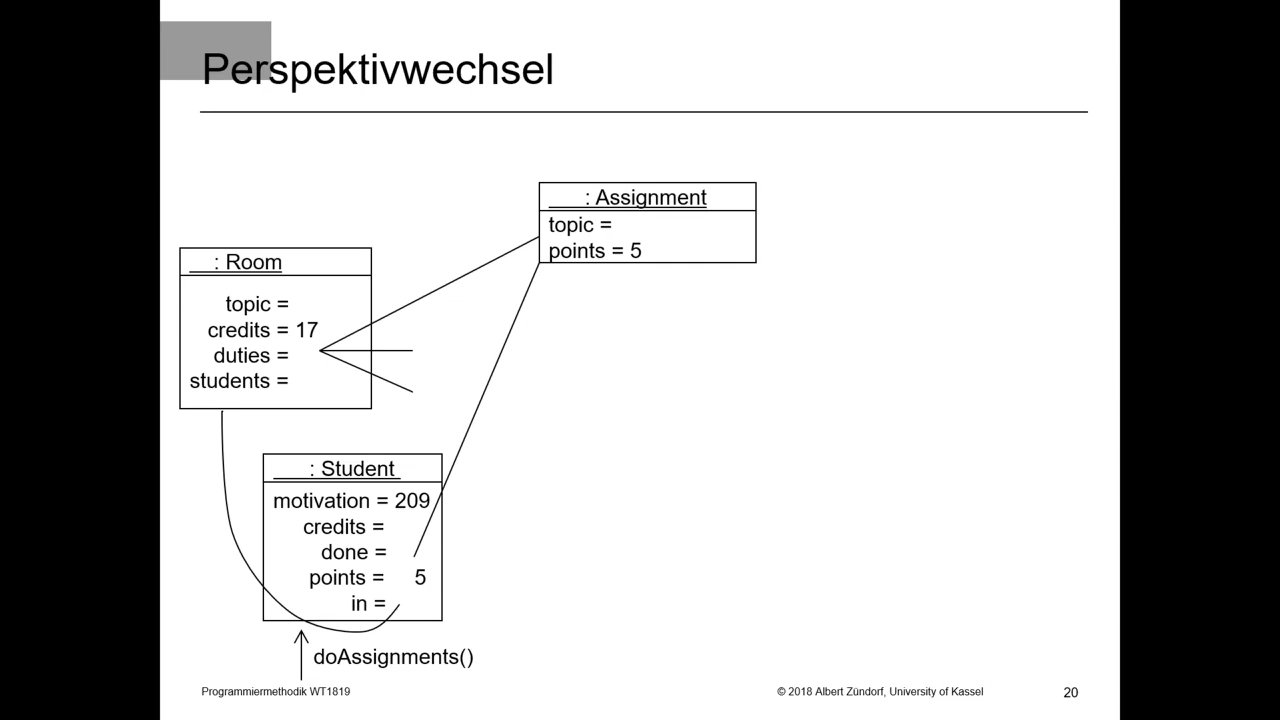 Perspektivwechsel
: Assignment
topic =
points = 5
: Room
topic =
credits = 17
duties =
students =
: Student
motivation = 209
credits =
done =
points = 5
in =
doAssignments()
Programmiermethodik WT1819
© 2018 Albert Zündorf, University of Kassel
20